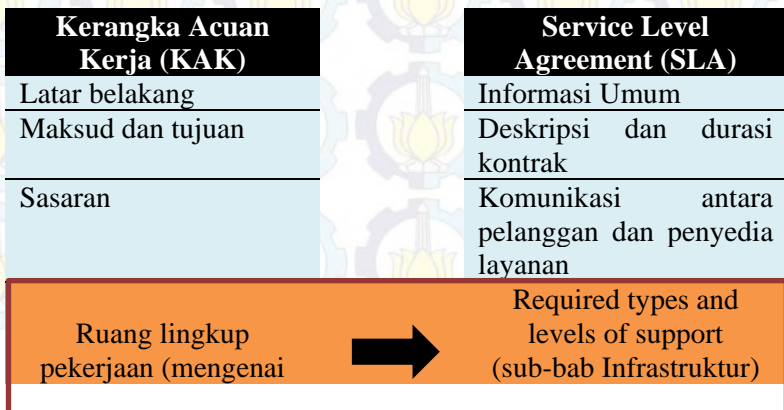 Kerangka Acuan
Kerja (KAK)
Service Level
Agreement (SLA)
Latar belakang
Informasi Umum
Maksud dan tujuan
Deskripsi dan durasi
kontrak
Sasaran
Komunikasi antara
pelanggan dan penyedia
layanan
Ruang lingkup
pekerjaan (mengenai
Required types and
levels of support
(sub-bab Infrastruktur)